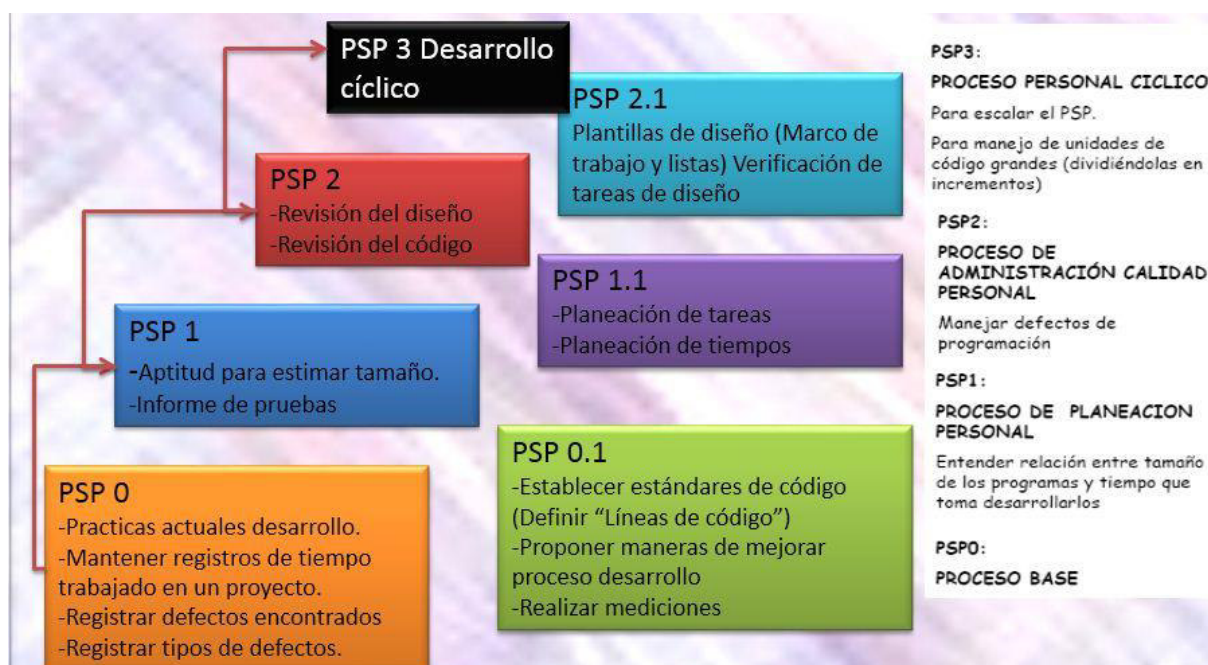 PSP 3 Desarrollo
cíclico
PSP 2.1
Plantillas de diseño (Marco de
trabajo y listas) Verificación de
tareas de diseño
PSP 2
-Revisión del diseño
-Revisión del código
PSP 1.1
-Planeación de tareas
-Planeación de tiempos
PSP 1
-Aptitud para estimar tamaño.
-Informe de pruebas
PSP 0.1
-Establecer estándares de código
(Definir “Líneas de código”)
-Proponer maneras de mejorar
proceso desarrollo
-Realizar mediciones
PSP 0
-Practicas actuales desarrollo.
-Mantener registros de tiempo
trabajado en un proyecto.
-Registrar defectos encontrados
-Registrar tipos de defectos.
PSP3:
PROCESO PERSONAL CICLICO
Para escalar el PSP.
Para manejo de unidades de
código grandes (dividiéndolas en
incrementos)
PSP2:
PROCESO DE
ADMINISTRACIÓN CALIDAD
PERSONAL
Manejar defectos de
programación
PSP1:
PROCESO DE PLANEACION
PERSONAL
Entender relación entre tamaño
de los programas y tiempo que
toma desarrollarlos
PSP0:
PROCESO BASE